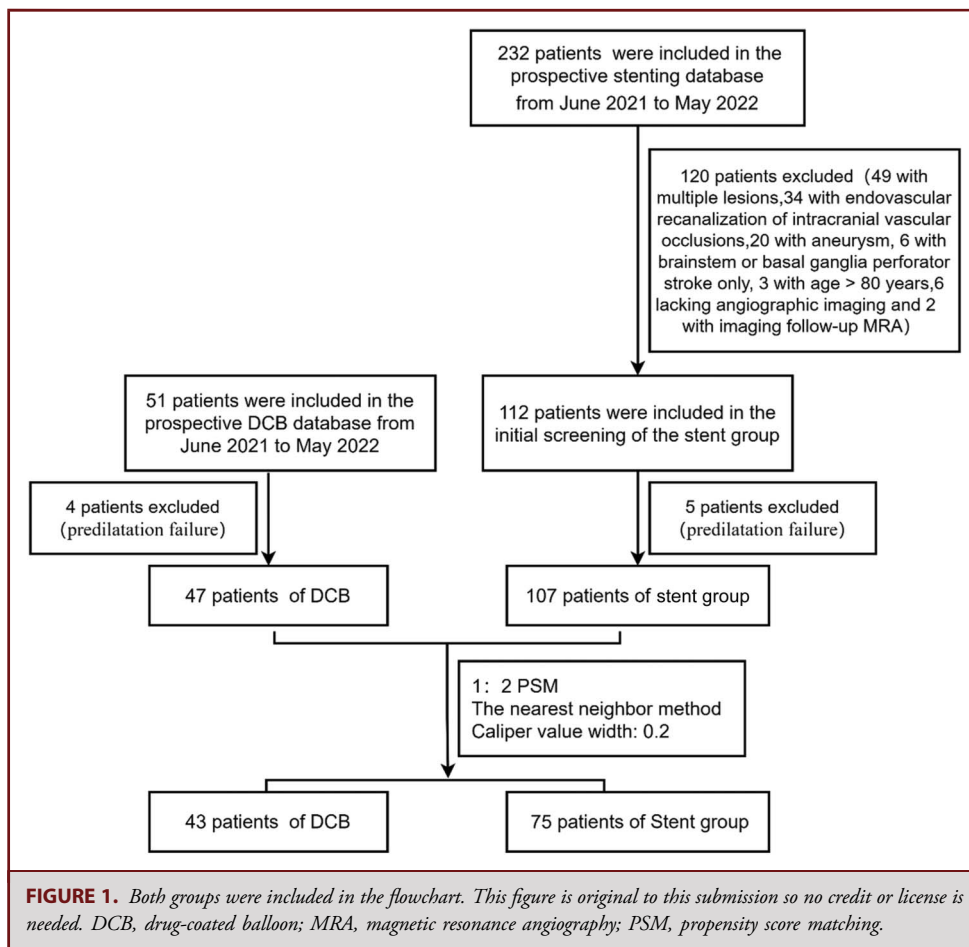 232 patients were included in the
prospective stenting database
from June 2021 to May 2022
120 patients excluded (49 with
multiple lesions,34 with endovascular
recanalization of intracranial vascular
occlusions,20 with aneurysm, 6 with
brainstem or basal ganglia perforator
stroke only, 3 with age > 80 years,6
lacking angiographic imaging and 2
with imaging follow-up MRA)
51 patients were included in the
prospective DCB database from
June 2021 to May 2022
112 patients were included in the
initial screening of the stent group
4 patients excluded
(predilatation failure)
5 patients excluded
(predilatation failure)
47 patients of DCB
107 patients of stent group
1: 2 PSM
The nearest neighbor method
Caliper value width: 0.2
43 patients of DCB
75 patients of Stent group
FIGURE 1. Both groups were included in the flowchart. This figure is original to this submission so no credit or license is
needed. DCB, drug-coated balloon; MRA, magnetic resonance angiography; PSM, propensity score matching.